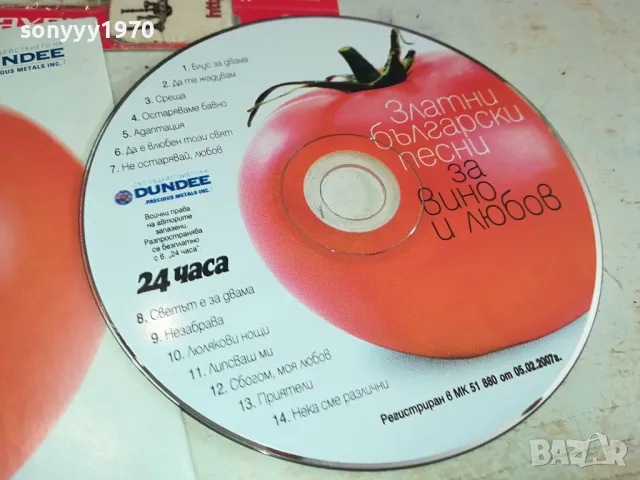 sonyyy1970
DUNDEE
PRECIOUS METALS INC.
1. Блус за двама
2. Да те жадувам
3. Среща
4. Остаряваме бавно
5. Адаптация
6. Да е влюбен този свят
7. Не остарявай, любов
DUNDEE
PRECIOUS METALS INC.
Всички права
на авторите
запазени.
Разпространява
се безплатно
с в. „24 часа"
24 часа
8. Светът е за двама
9. Незабрава
10. Люлякови нощи
11. Липсваш ми
12. Сбогом, моя любов
13. Приятели
14. Нека сме различни
Златни
български
песни
за
вино
и любов
Регистриран в МК 51 880 от 05.02.2007г.
BAZAR